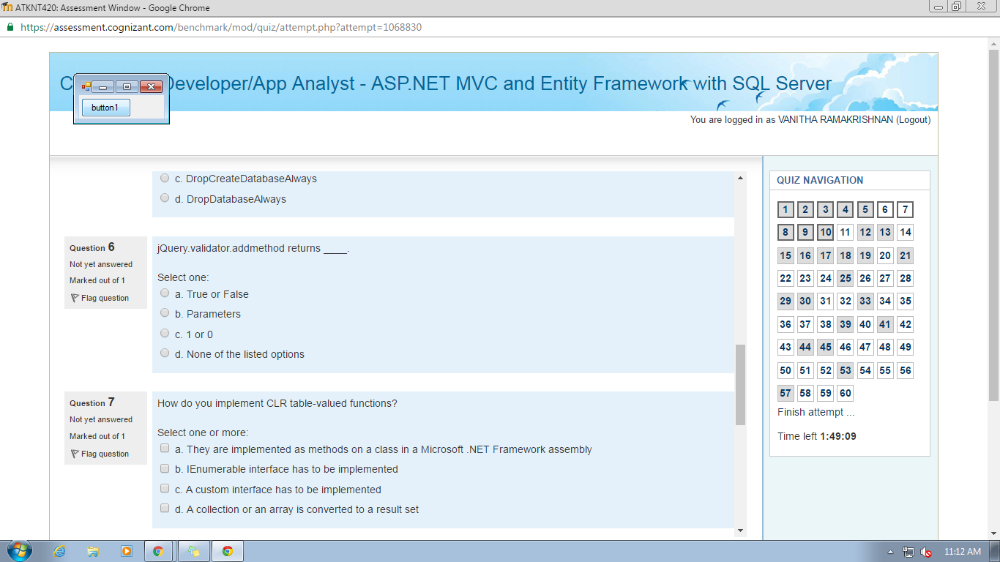 ATKNT420: Assessment Window - Google Chrome
https://assessment.cognizant.com/benchmark/mod/quiz/attempt.php?attempt=1068830
C Developer/App Analyst - ASP.NET MVC and Entity Framework with SQL Server
button1
You are logged in as VANITHA RAMAKRISHNAN (Logout)
c. DropCreateDatabaseAlways
d. DropDatabaseAlways
Question 6
Not yet answered
Marked out of 1
Flag question
jQuery.validator.addmethod returns ____.
Select one:
a. True or False
b. Parameters
c. 1 or 0
d. None of the listed options
Question 7
Not yet answered
Marked out of 1
Flag question
How do you implement CLR table-valued functions?
Select one or more:
a. They are implemented as methods on a class in a Microsoft .NET Framework assembly
b. IEnumerable interface has to be implemented
c. A custom interface has to be implemented
d. A collection or an array is converted to a result set
QUIZ NAVIGATION
1 2 3 4 5 6 7
8 9 10 11 12 13 14
15 16 17 18 19 20 21
22 23 24 25 26 27 28
29 30 31 32 33 34 35
36 37 38 39 40 41 42
43 44 45 46 47 48 49
50 51 52 53 54 55 56
57 58 59 60
Finish attempt ...
Time left 1:49:09
11:12 AM